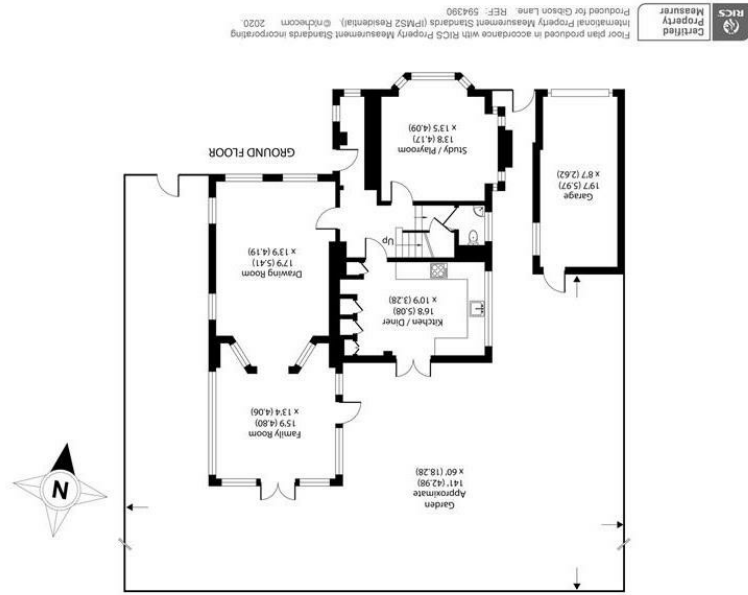 Garden
Approximate
141' (42.98)
x 60' (18.28)
N
Family Room
15'9 (4.80)
x 13'4 (4.06)
Kitchen / Diner
16'8 (5.08)
x 10'9 (3.28)
Drawing Room
17'9 (5.41)
x 13'9 (4.19)
Up
Garage
19'7 (5.97)
x 8'7 (2.62)
Study / Playroom
13'8 (4.17)
x 13'5 (4.09)
GROUND FLOOR
RICS
Certified
Property
Measurer
Floor plan produced in accordance with RICS Property Measurement Standards incorporating
International Property Measurement Standards (IPMS2 Residential). ©nichecom 2020.
Produced for Gibson Lane. REF: 594390